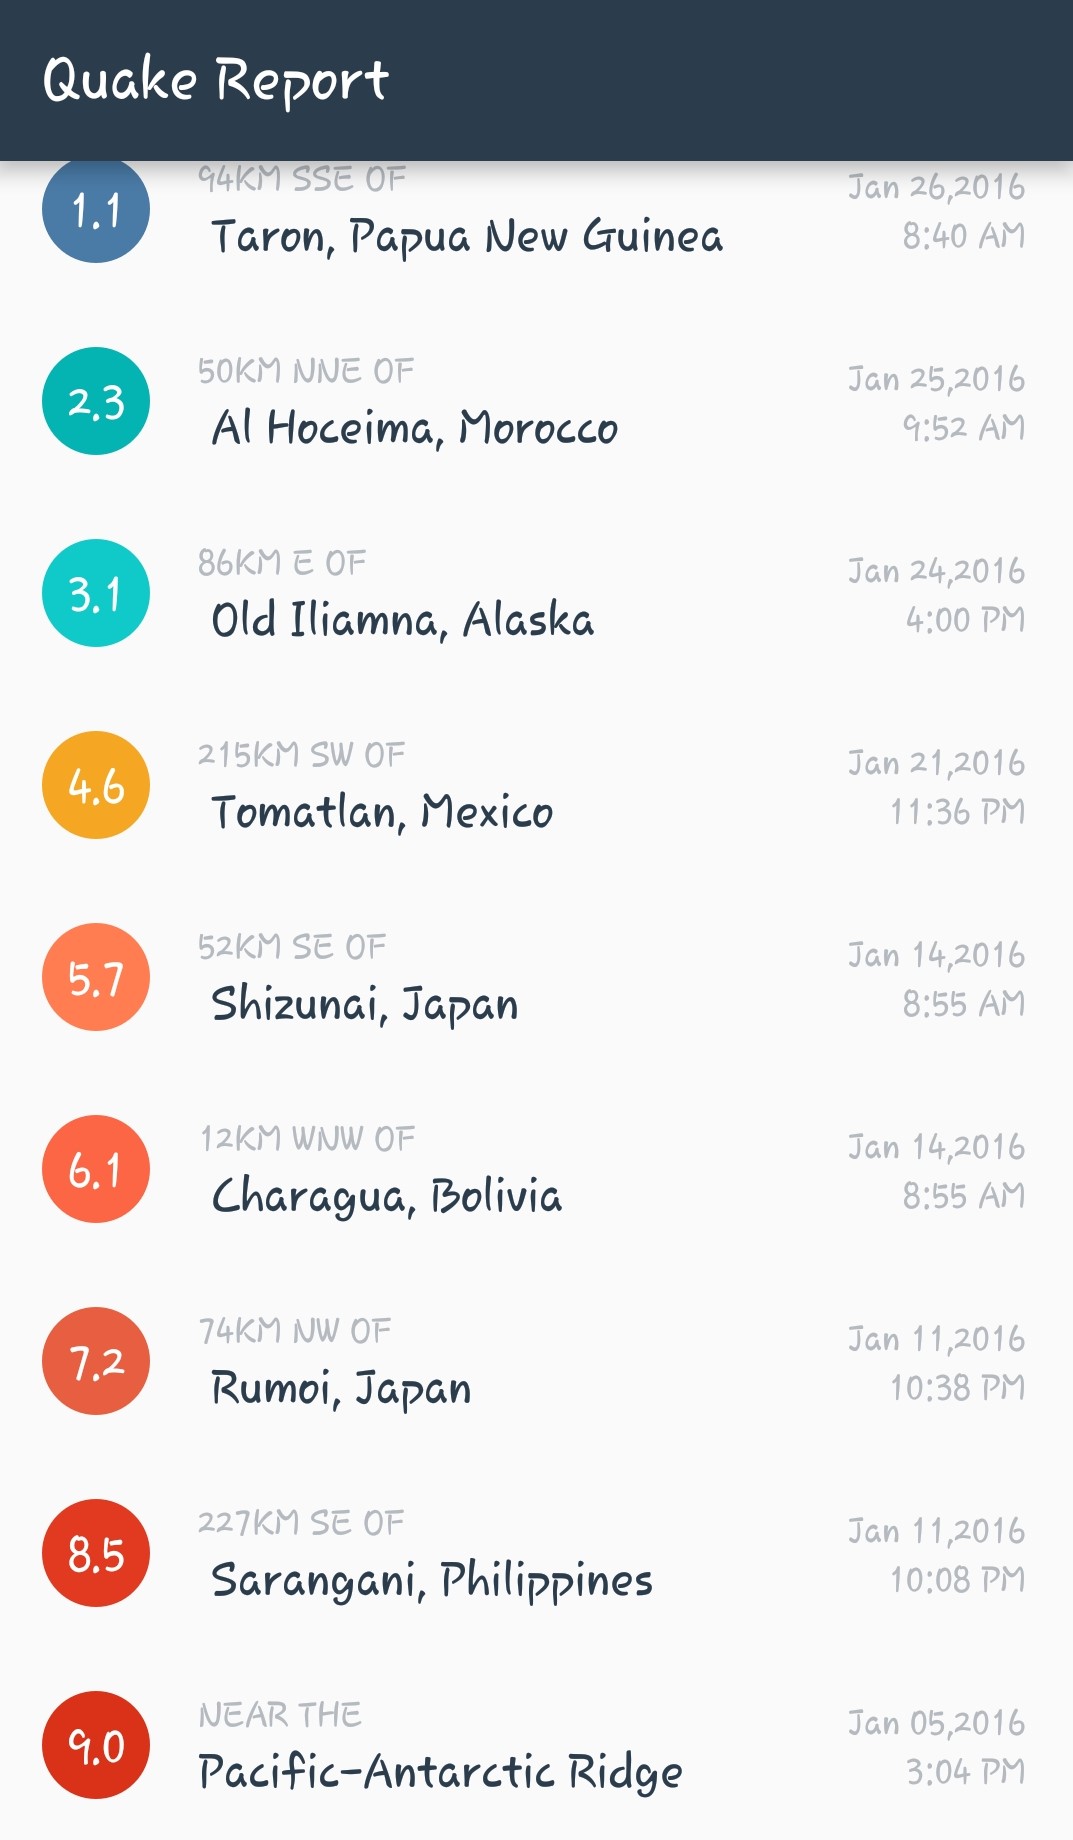 Quake Report
1.1
94KM SSE OF
Taron, Papua New Guinea
Jan 26,2016
8:40 AM
2.3
50KM NNE OF
Al Hoceima, Morocco
Jan 25,2016
9:52 AM
3.1
86KM E OF
Old Iliamna, Alaska
Jan 24,2016
4:00 PM
4.6
215KM SW OF
Tomatlan, Mexico
Jan 21,2016
11:36 PM
5.7
52KM SE OF
Shizunai, Japan
Jan 14,2016
8:55 AM
6.1
12KM WNW OF
Charagua, Bolivia
Jan 14,2016
8:55 AM
7.2
74KM NW OF
Rumoi, Japan
Jan 11,2016
10:38 PM
8.5
227KM SE OF
Sarangani, Philippines
Jan 11,2016
10:08 PM
9.0
NEAR THE
Pacific-Antarctic Ridge
Jan 05,2016
3:04 PM